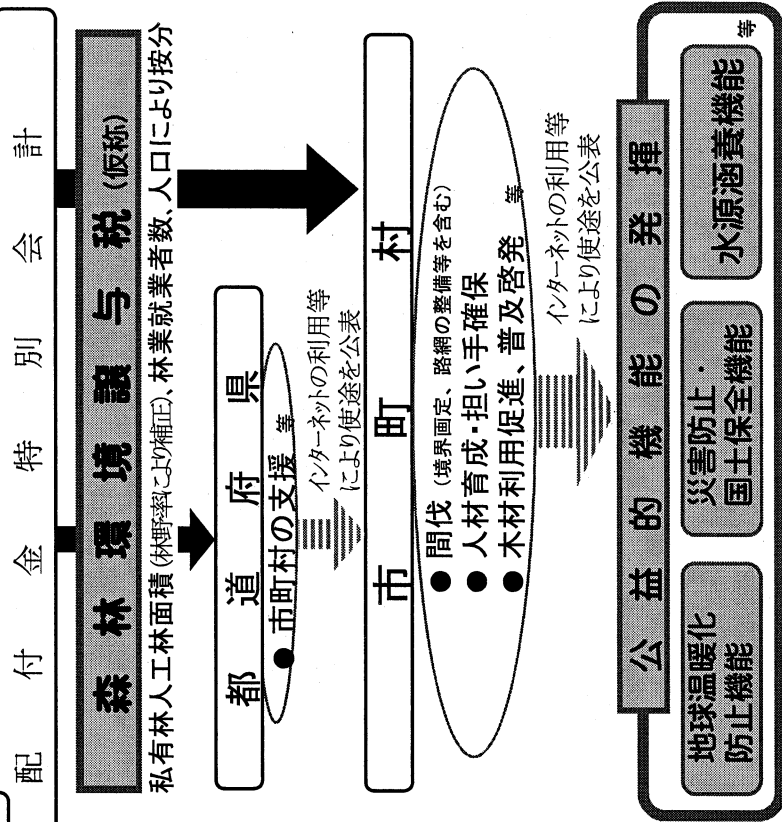 配付金特別会計
森林環境譲与税(仮称)
私有林人工林面積(林野率により補正)、林業就業者数、人口により按分
都道府県
● 市町村の支援 等
インターネットの利用等
により使途を公表
市町村
● 間伐(境界画定、路網の整備等を含む)
● 人材育成・担い手確保
● 木材利用促進、普及啓発 等
インターネットの利用等
により使途を公表
公益的機能の発揮
地球温暖化
防止機能
災害防止・
国土保全機能
水源涵養機能
等